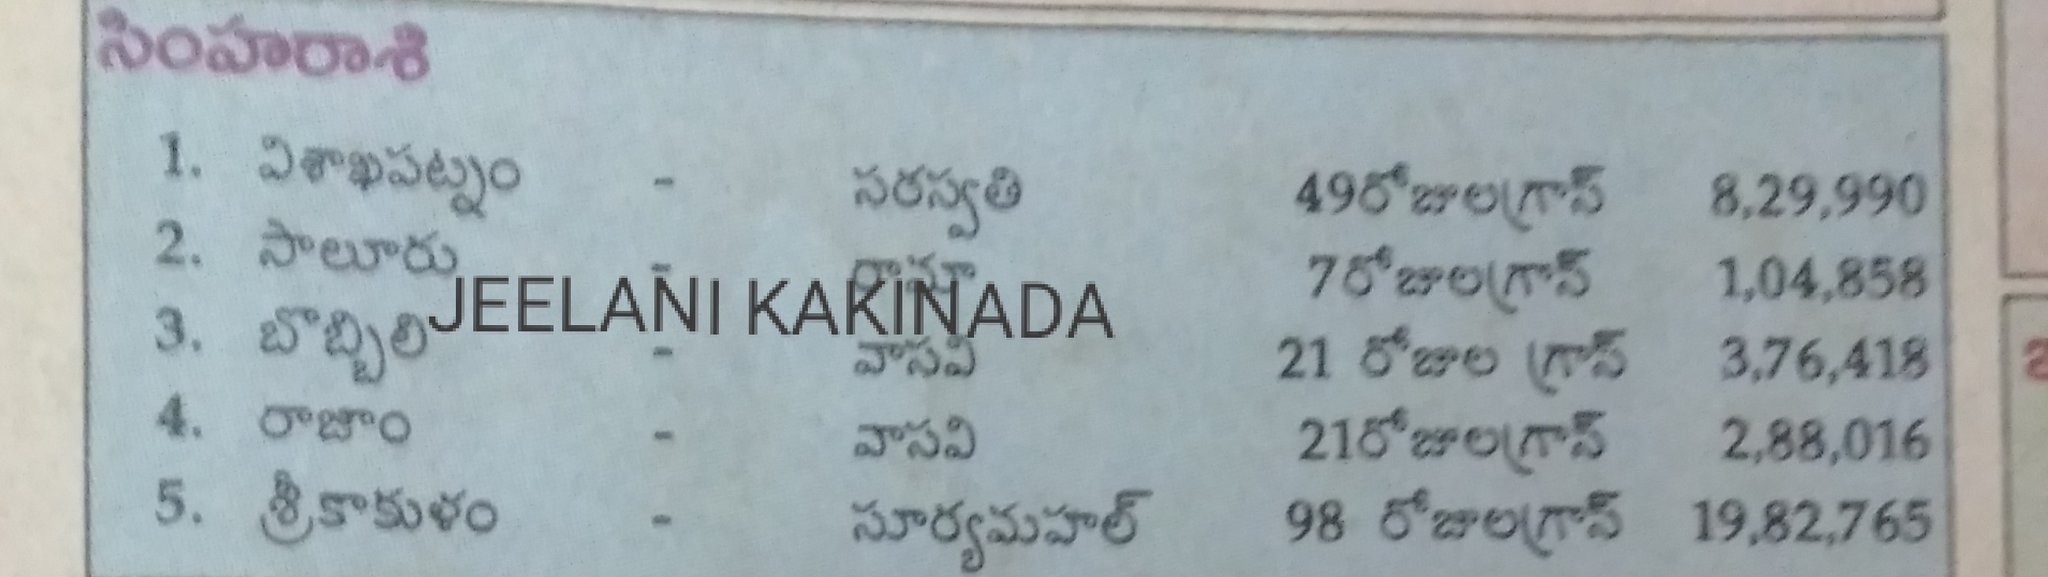 సింహరాశి
1. విశాఖపట్నం - సరస్వతి 49రోజులగ్రాస్ 8,29,990
2. సాలూరు - రామా 7రోజులగ్రాస్ 1,04,858
JEELANI KAKINADA
3. బొబ్బిలి - వాసవి 21 రోజుల గ్రాస్ 3,76,418
4. రాజాం - వాసవి 21రోజులగ్రాస్ 2,88,016
5. శ్రీకాకుళం - సూర్యమహల్ 98 రోజులగ్రాస్ 19,82,765